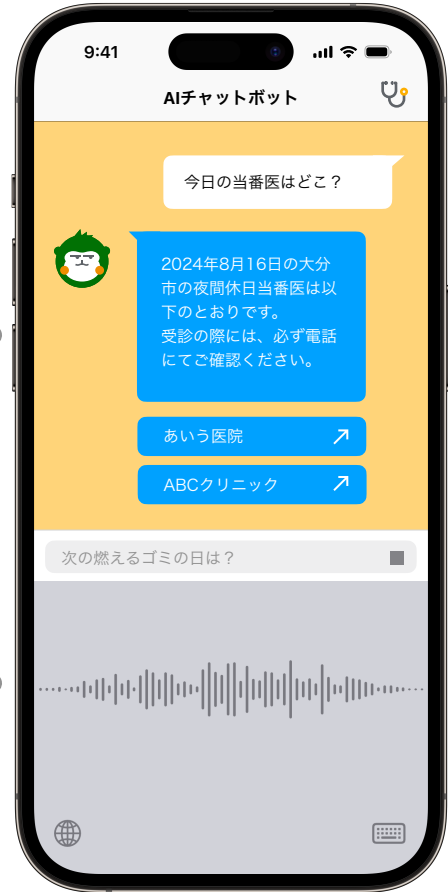 9:41
AIチャットボット
今日の当番医はどこ？
2024年8月16日の大分
市の夜間休日当番医は以
下のとおりです。
受診の際には、必ず電話
にてご確認ください。
あいう医院
ABCクリニック
次の燃えるゴミの日は？